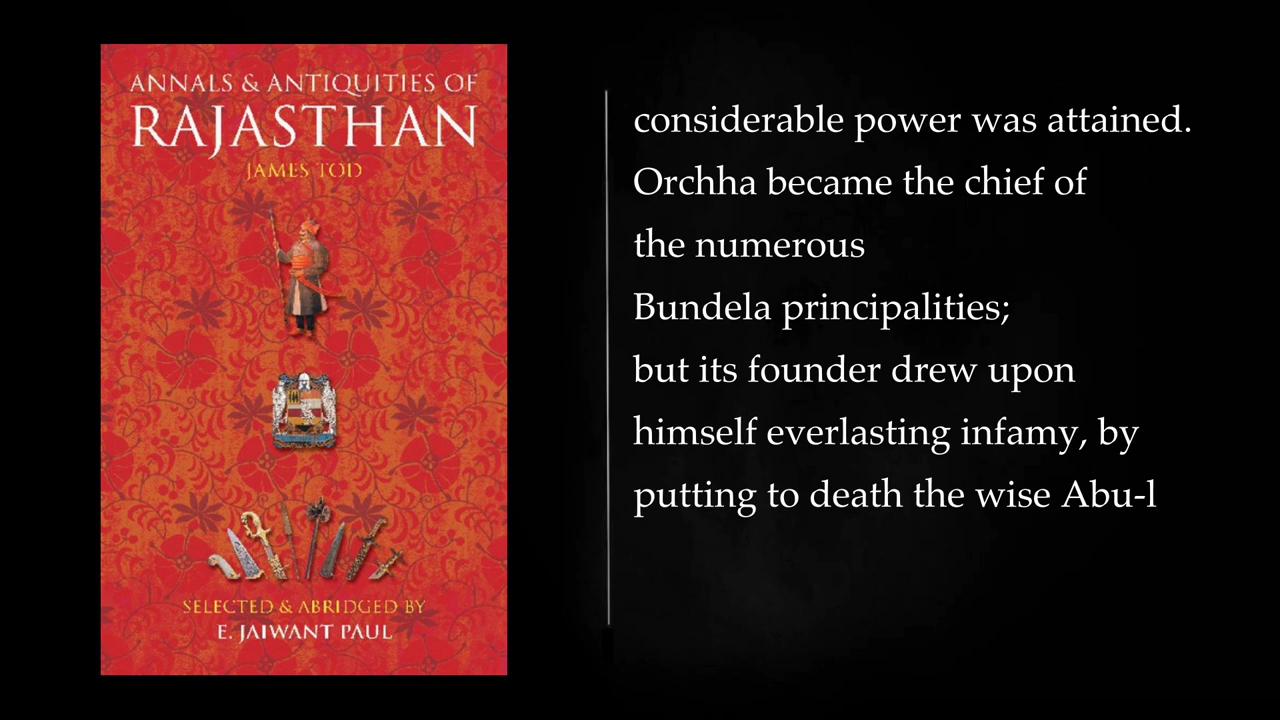 ANNALS & ANTIQUITIES OF
RAJASTHAN
JAMES TOD
SELECTED & ABRIDGED BY
E. JAIWANT PAUL
considerable power was attained.
Orchha became the chief of
the numerous
Bundela principalities;
but its founder drew upon
himself everlasting infamy, by
putting to death the wise Abu-l